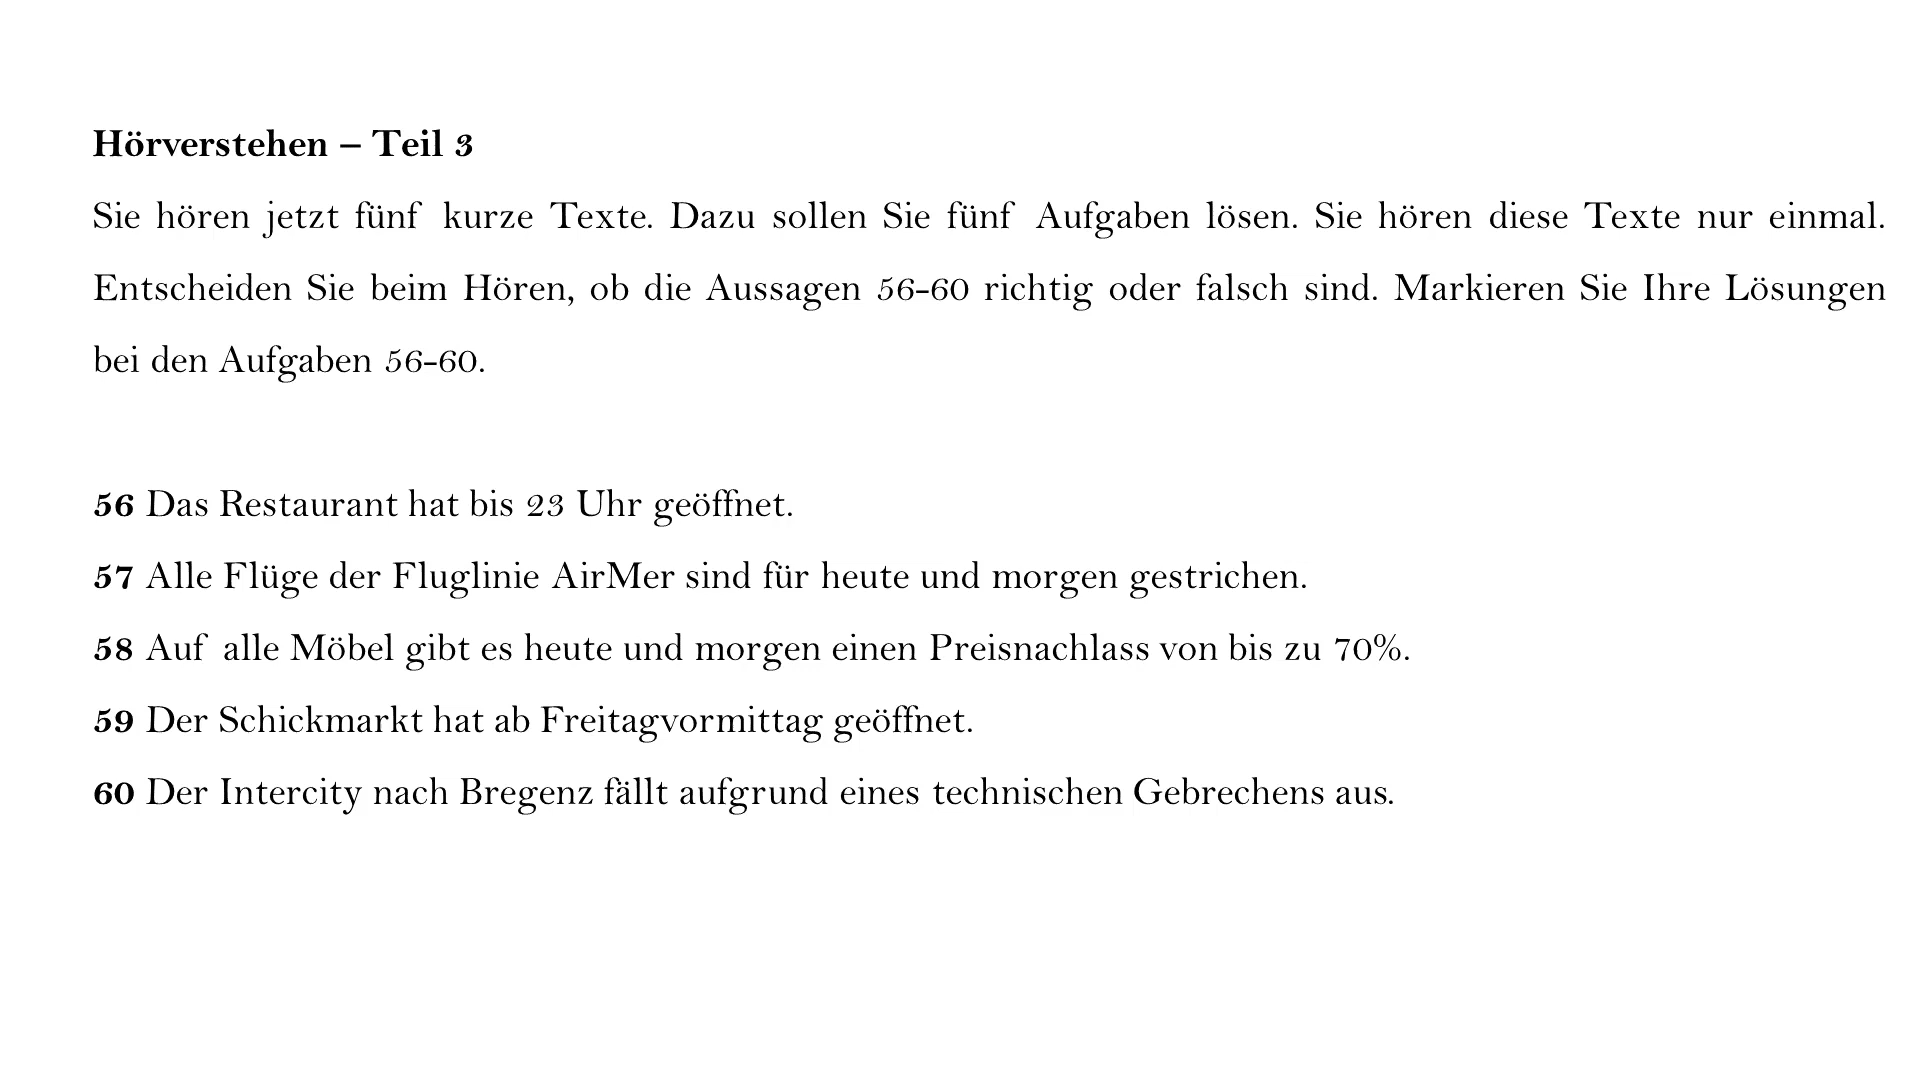 Hörverstehen – Teil 3
Sie hören jetzt fünf kurze Texte. Dazu sollen Sie fünf Aufgaben lösen. Sie hören diese Texte nur einmal.
Entscheiden Sie beim Hören, ob die Aussagen 56-60 richtig oder falsch sind. Markieren Sie Ihre Lösungen
bei den Aufgaben 56-60.
56 Das Restaurant hat bis 23 Uhr geöffnet.
57 Alle Flüge der Fluglinie AirMer sind für heute und morgen gestrichen.
58 Auf alle Möbel gibt es heute und morgen einen Preisnachlass von bis zu 70%.
59 Der Schickmarkt hat ab Freitagvormittag geöffnet.
60 Der Intercity nach Bregenz fällt aufgrund eines technischen Gebrechens aus.